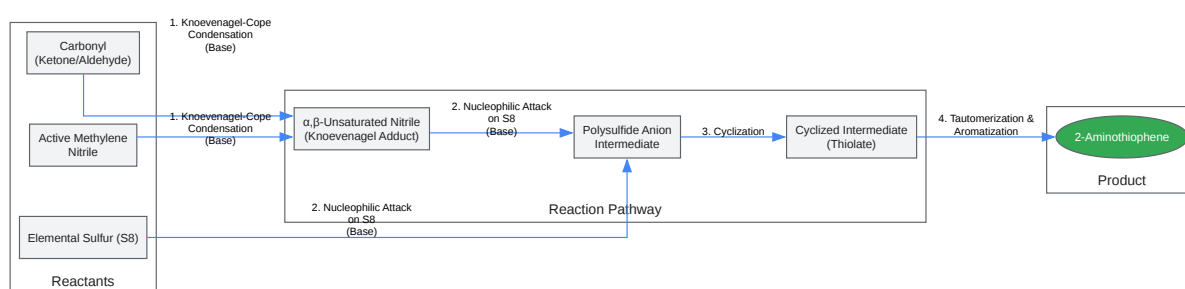 1. Knoevenagel-Cope
Condensation
(Base)
Carbonyl
(Ketone/Aldehyde)
1. Knoevenagel-Cope
Condensation
(Base)
Active Methylene
Nitrile
α,β-Unsaturated Nitrile
(Knoevenagel Adduct)
2. Nucleophilic Attack
on S8
(Base)
Polysulfide Anion
Intermediate
3. Cyclization
Cyclized Intermediate
(Thiolate)
4. Tautomerization &
Aromatization
2-Aminothiophene
Product
Elemental Sulfur (S8)
2. Nucleophilic Attack
on S8
(Base)
Reaction Pathway
Reactants